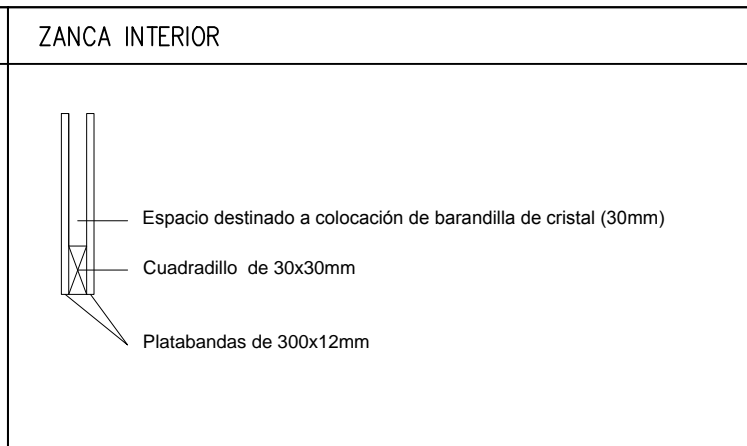 ZANCA INTERIOR
Espacio destinado a colocación de barandilla de cristal (30mm)
Cuadradillo de 30x30mm
Platabandas de 300x12mm